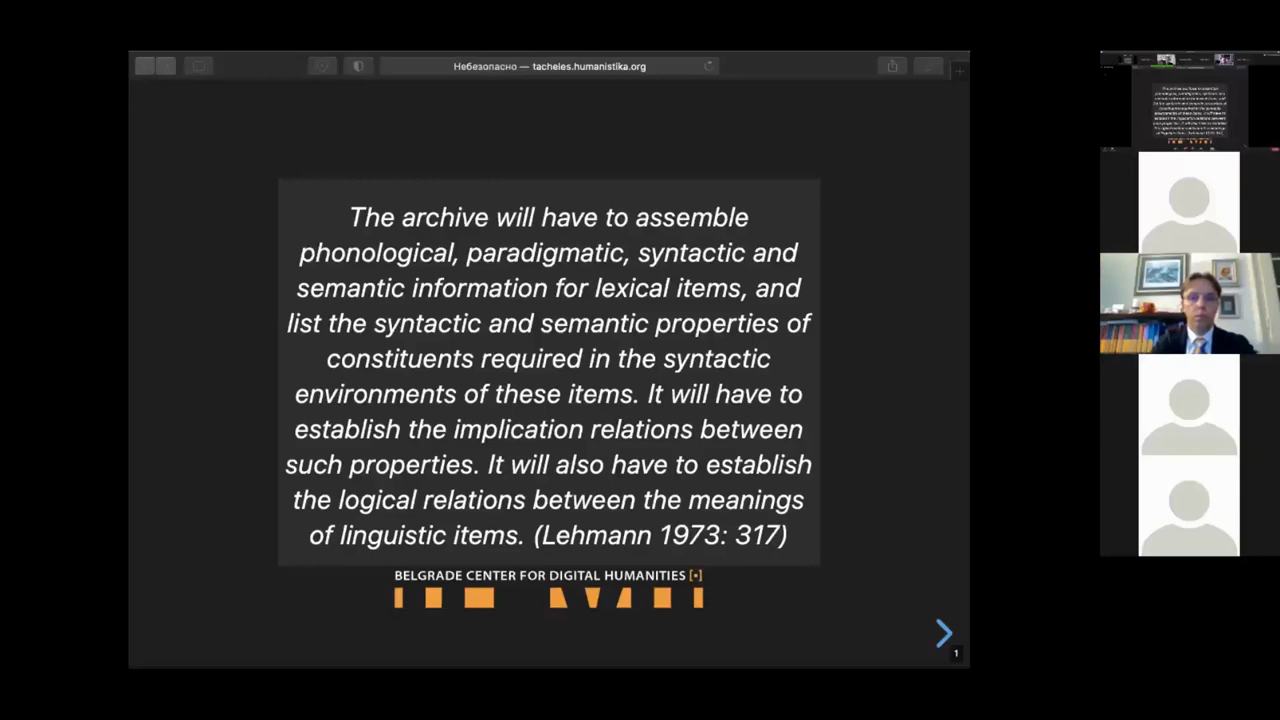 Небезопасно — tacheles.humanistika.org
The archive will have to assemble
phonological, paradigmatic, syntactic and
semantic information for lexical items, and
list the syntactic and semantic properties of
constituents required in the syntactic
environments of these items. It will have to
establish the implication relations between
such properties. It will also have to establish
the logical relations between the meanings
of linguistic items. (Lehmann 1973: 317)
BELGRADE CENTER FOR DIGITAL HUMANITIES [•]
1